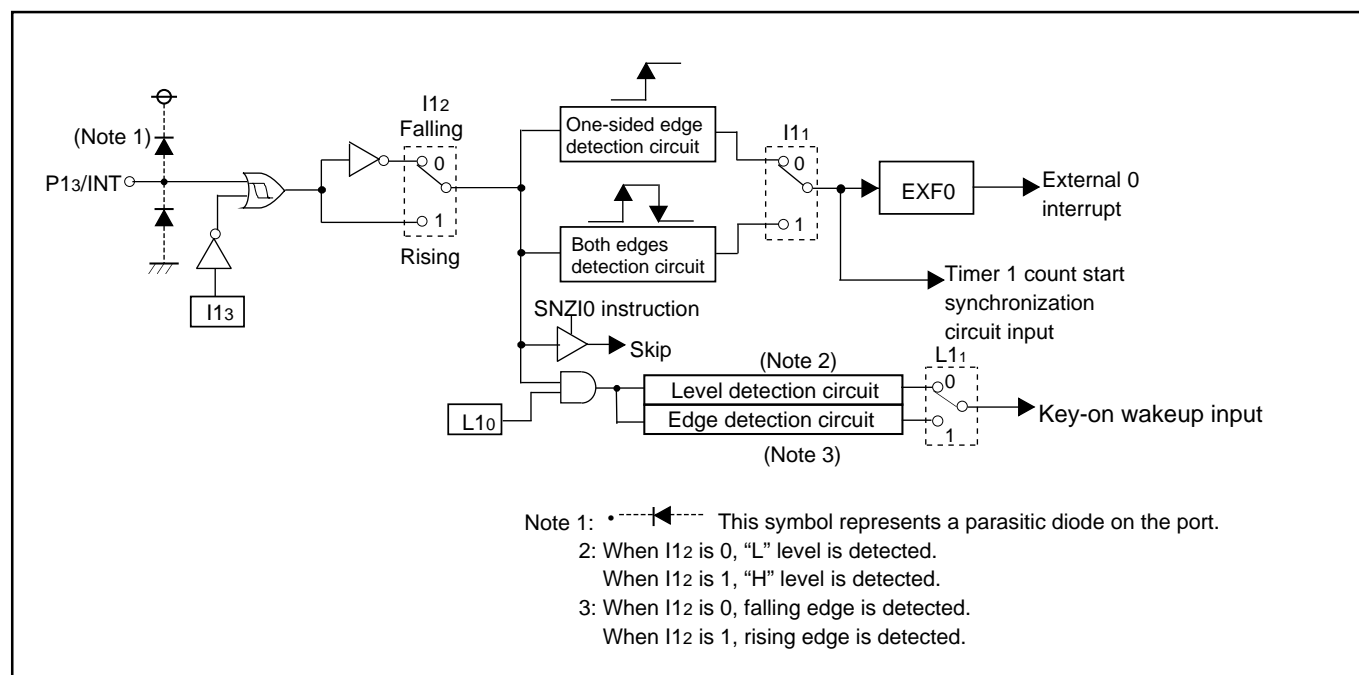 I12
Falling
(Note 1)
0
P13/INT
1
Rising
I13
One-sided edge
detection circuit
Both edges
detection circuit
I11
0
1
EXF0
External 0
interrupt
Timer 1 count start
synchronization
circuit input
SNZI0 instruction
Skip
(Note 2)
L11
Level detection circuit
0
L10
Edge detection circuit
1
Key-on wakeup input
(Note 3)
Note 1: This symbol represents a parasitic diode on the port.
2: When I12 is 0, “L” level is detected.
When I12 is 1, “H” level is detected.
3: When I12 is 0, falling edge is detected.
When I12 is 1, rising edge is detected.